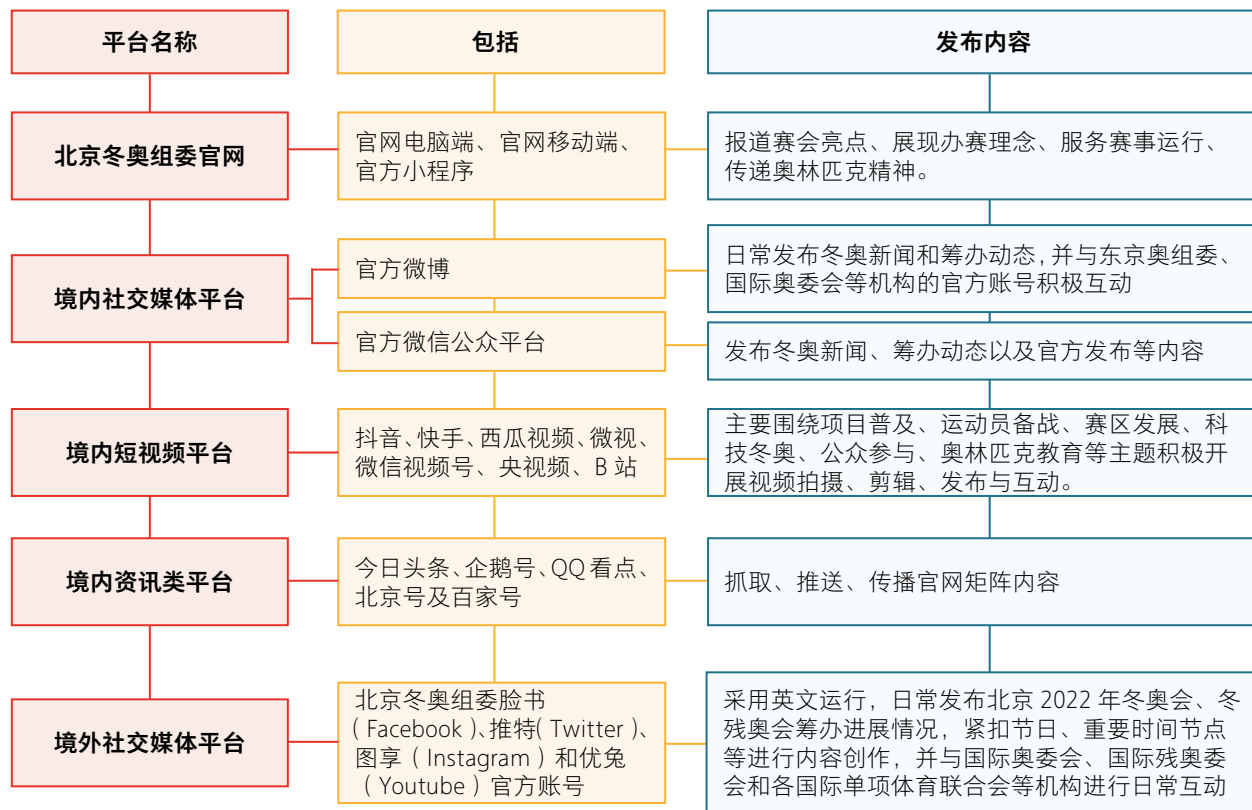 平台名称
包括
发布内容
北京冬奥组委官网
官网电脑端、官网移动端、
官方小程序
报道赛会亮点、展现办赛理念、服务赛事运行、
传递奥林匹克精神。
境内社交媒体平台
官方微博
日常发布冬奥新闻和筹办动态,并与东京奥组委、
国际奥委会等机构的官方账号积极互动
官方微信公众平台
发布冬奥新闻、筹办动态以及官方发布等内容
境内短视频平台
抖音、快手、西瓜视频、微视、
微信视频号、央视频、B 站
主要围绕项目普及、运动员备战、赛区发展、科
技冬奥、公众参与、奥林匹克教育等主题积极开
展视频拍摄、剪辑、发布与互动。
境内资讯类平台
今日头条、企鹅号、QQ 看点、
北京号及百家号
抓取、推送、传播官网矩阵内容
境外社交媒体平台
北京冬奥组委脸书
（Facebook）、推特（Twitter）、
图享（Instagram）和优兔
（Youtube）官方账号
采用英文运行，日常发布北京 2022 年冬奥会、冬
残奥会筹办进展情况，紧扣节日、重要时间节点
等进行内容创作，并与国际奥委会、国际残奥委
会和各国际单项体育联合会等机构进行日常互动